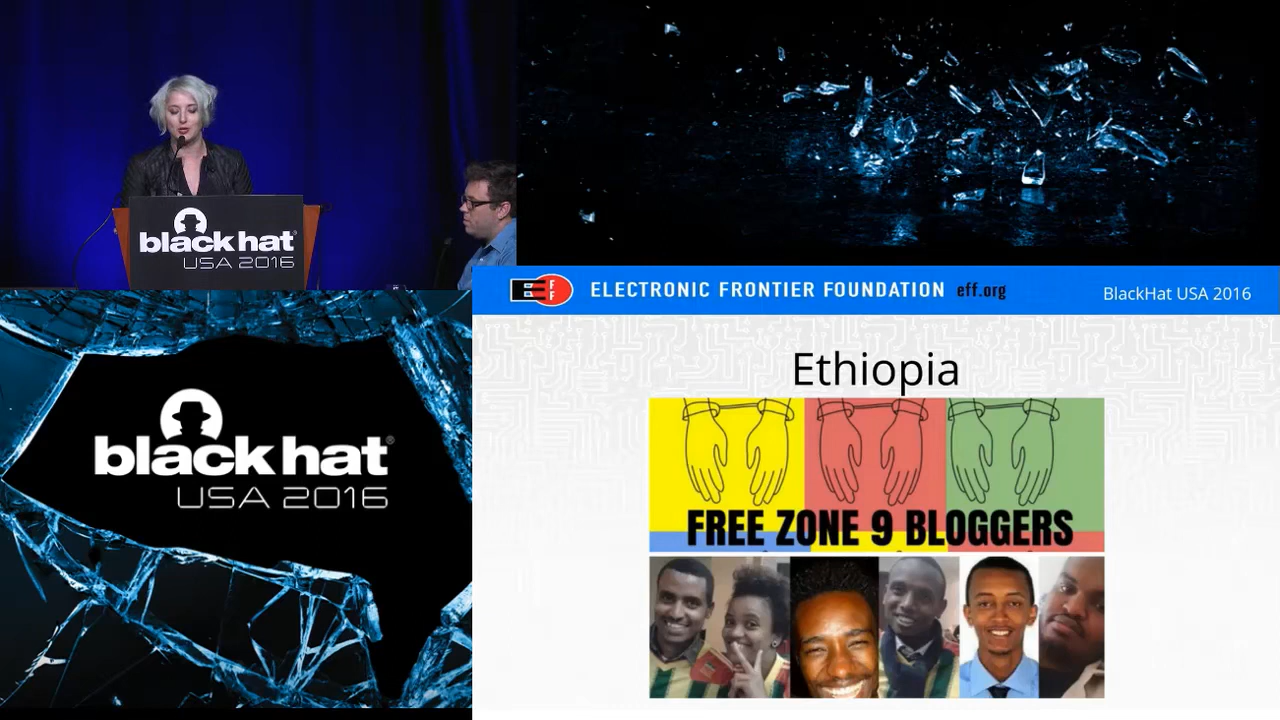 black hat
USA 2016
black hat®
USA 2016
EFF ELECTRONIC FRONTIER FOUNDATION eff.org
BlackHat USA 2016
Ethiopia
FREE ZONE 9 BLOGGERS